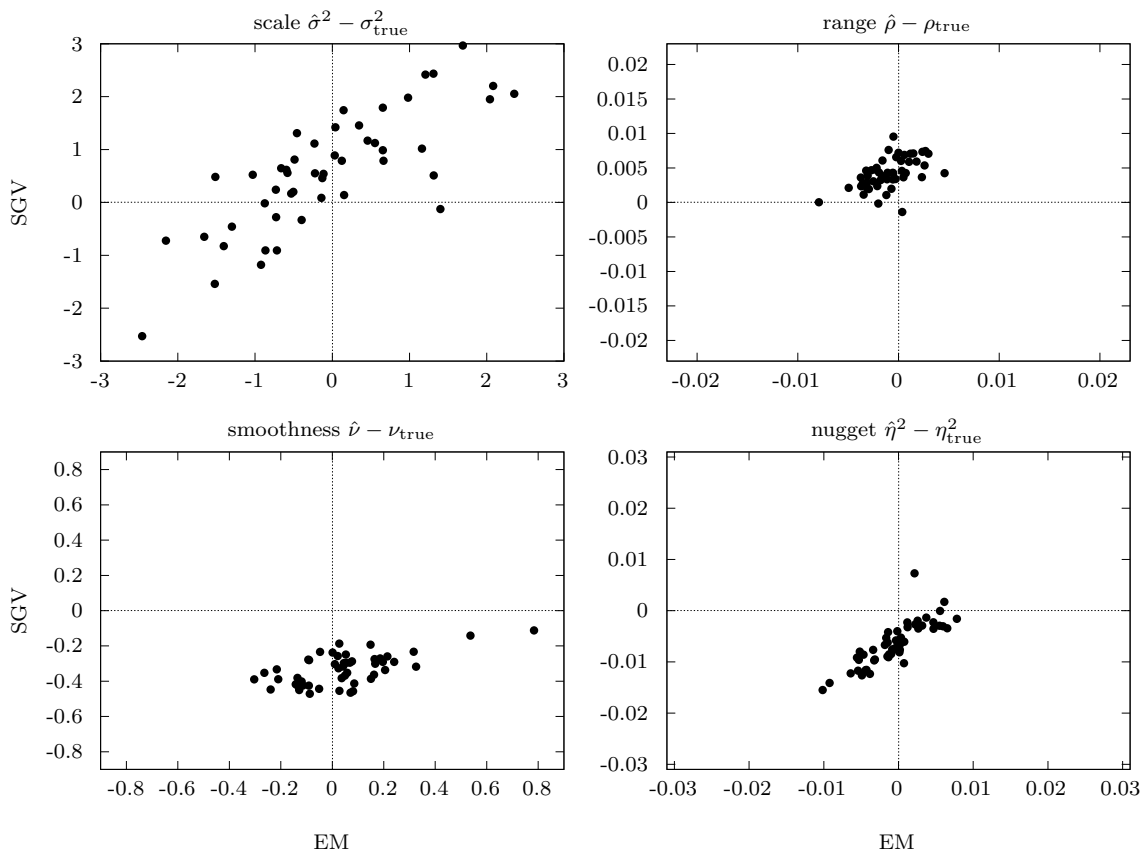 scale σ̂² − σ²true
3
2
1
0
-1
-2
-3
-3 -2 -1 0 1 2 3
SGV
range ρ̂ − ρtrue
0.02
0.015
0.01
0.005
0
-0.005
-0.01
-0.015
-0.02
-0.02 -0.01 0 0.01 0.02
smoothness ν̂ − νtrue
0.8
0.6
0.4
0.2
0
-0.2
-0.4
-0.6
-0.8
-0.8 -0.6 -0.4 -0.2 0 0.2 0.4 0.6 0.8
SGV
EM
nugget η̂² − η²true
0.03
0.02
0.01
0
-0.01
-0.02
-0.03
-0.03 -0.02 -0.01 0 0.01 0.02 0.03
EM